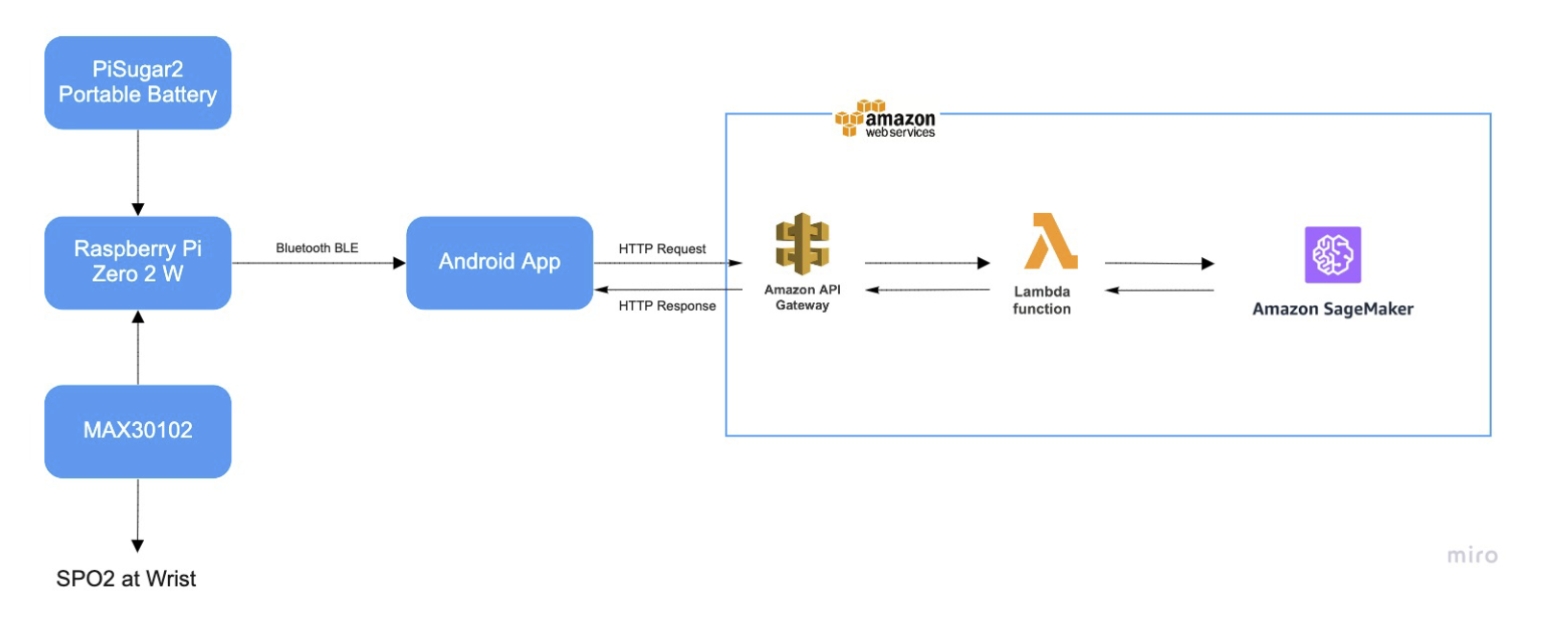 PiSugar2
Portable Battery
amazon
web services
Raspberry Pi
Zero 2 W
Bluetooth BLE
Android App
HTTP Request
HTTP Response
Amazon API
Gateway
Lambda
function
Amazon SageMaker
MAX30102
SPO2 at Wrist
miro